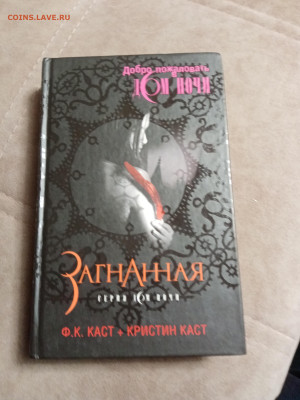 COINS.LAVE.RU
Добро пожаловать
ДОМ НОЧИ
ЗАГНАННАЯ
СЕРИЯ ДОМ НОЧИ
Ф.К. КАСТ + КРИСТИН КАСТ